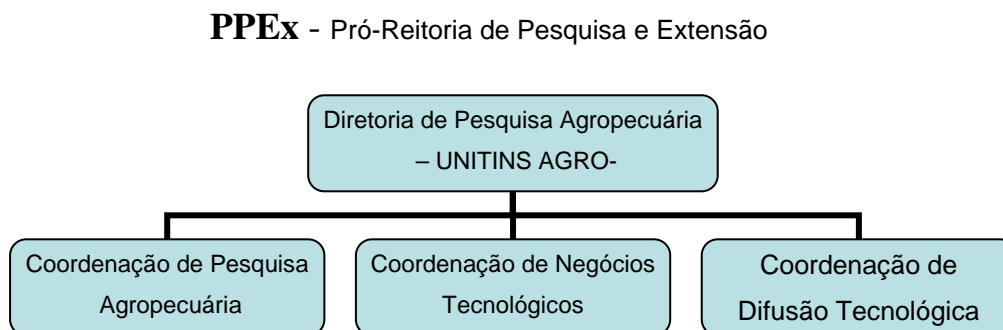 PPEx - Pró-Reitoria de Pesquisa e Extensão
Diretoria de Pesquisa Agropecuária
– UNITINS AGRO-
Coordenação de Pesquisa
Agropecuária
Coordenação de Negócios
Tecnológicos
Coordenação de
Difusão Tecnológica